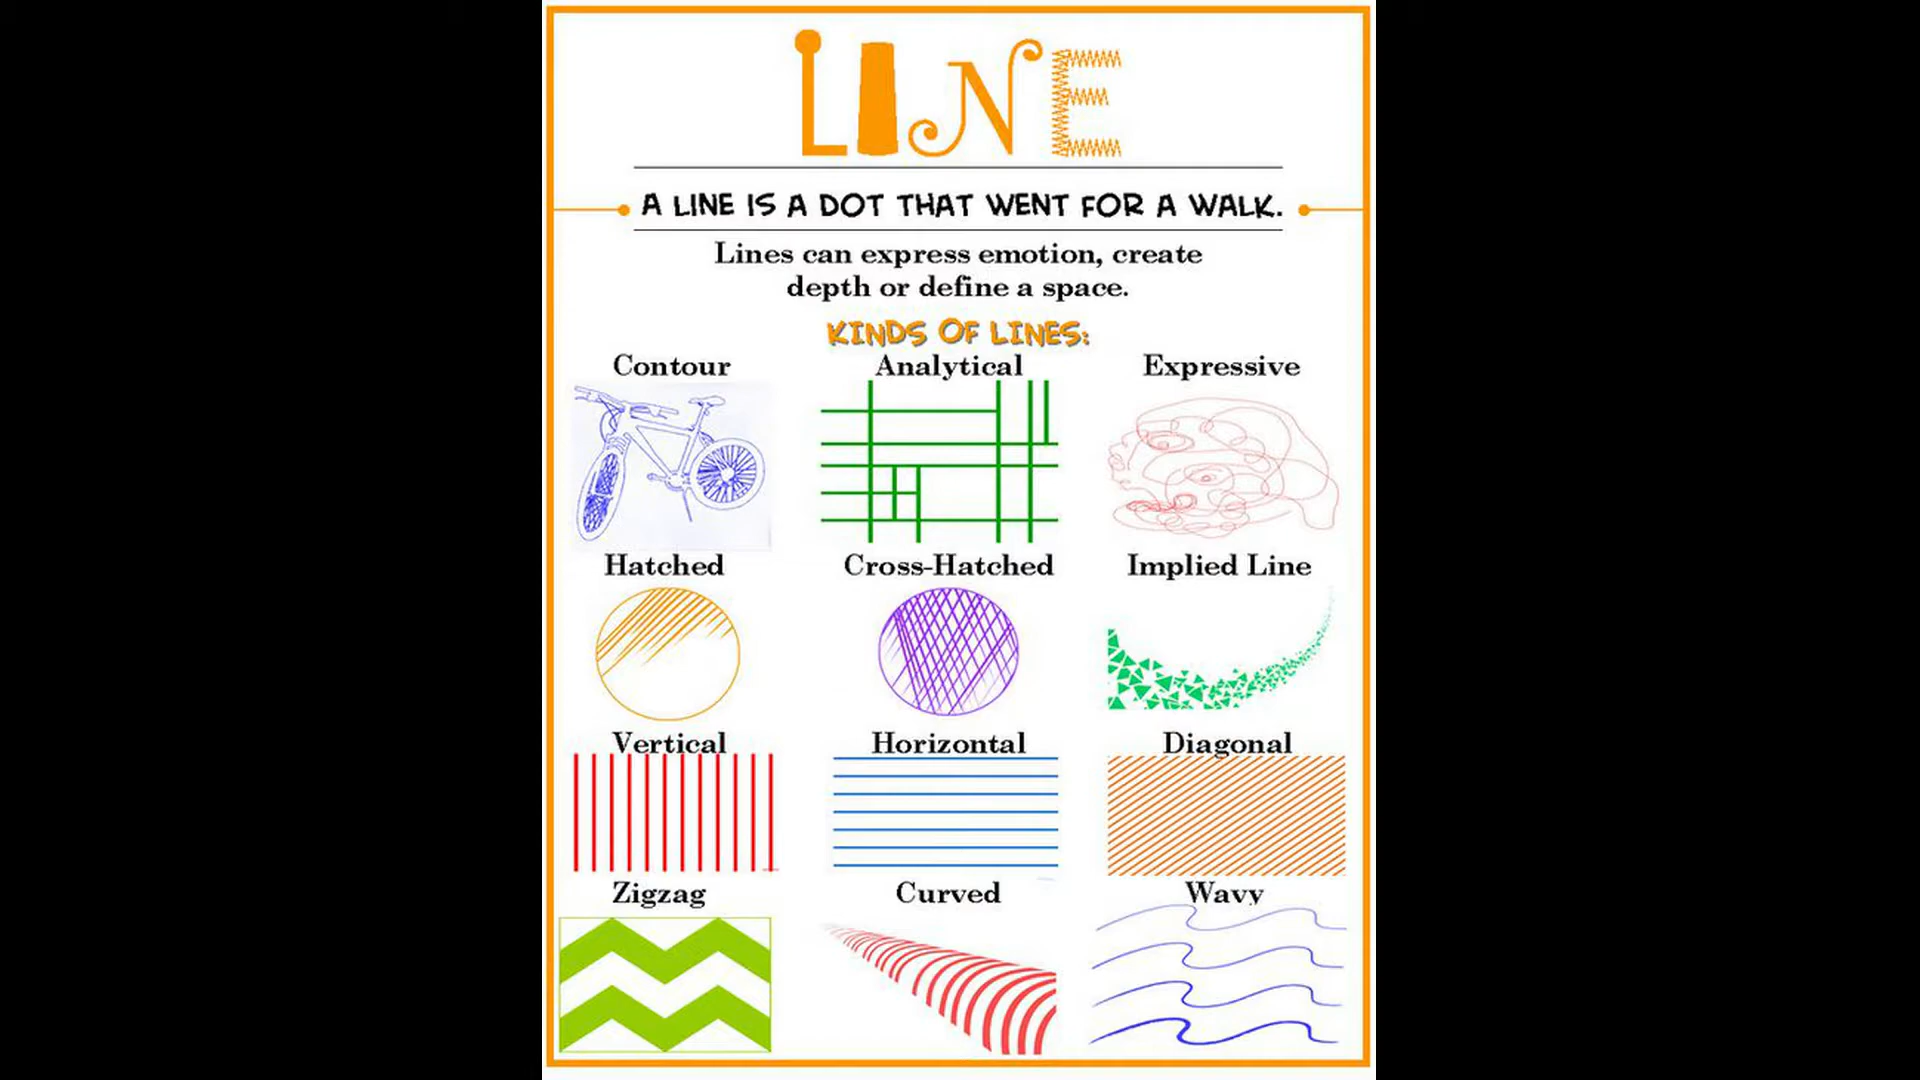 LINE
A LINE IS A DOT THAT WENT FOR A WALK.
Lines can express emotion, create
depth or define a space.
KINDS OF LINES:
Contour Analytical Expressive
Hatched Cross-Hatched Implied Line
Vertical Horizontal Diagonal
Zigzag Curved Wavy